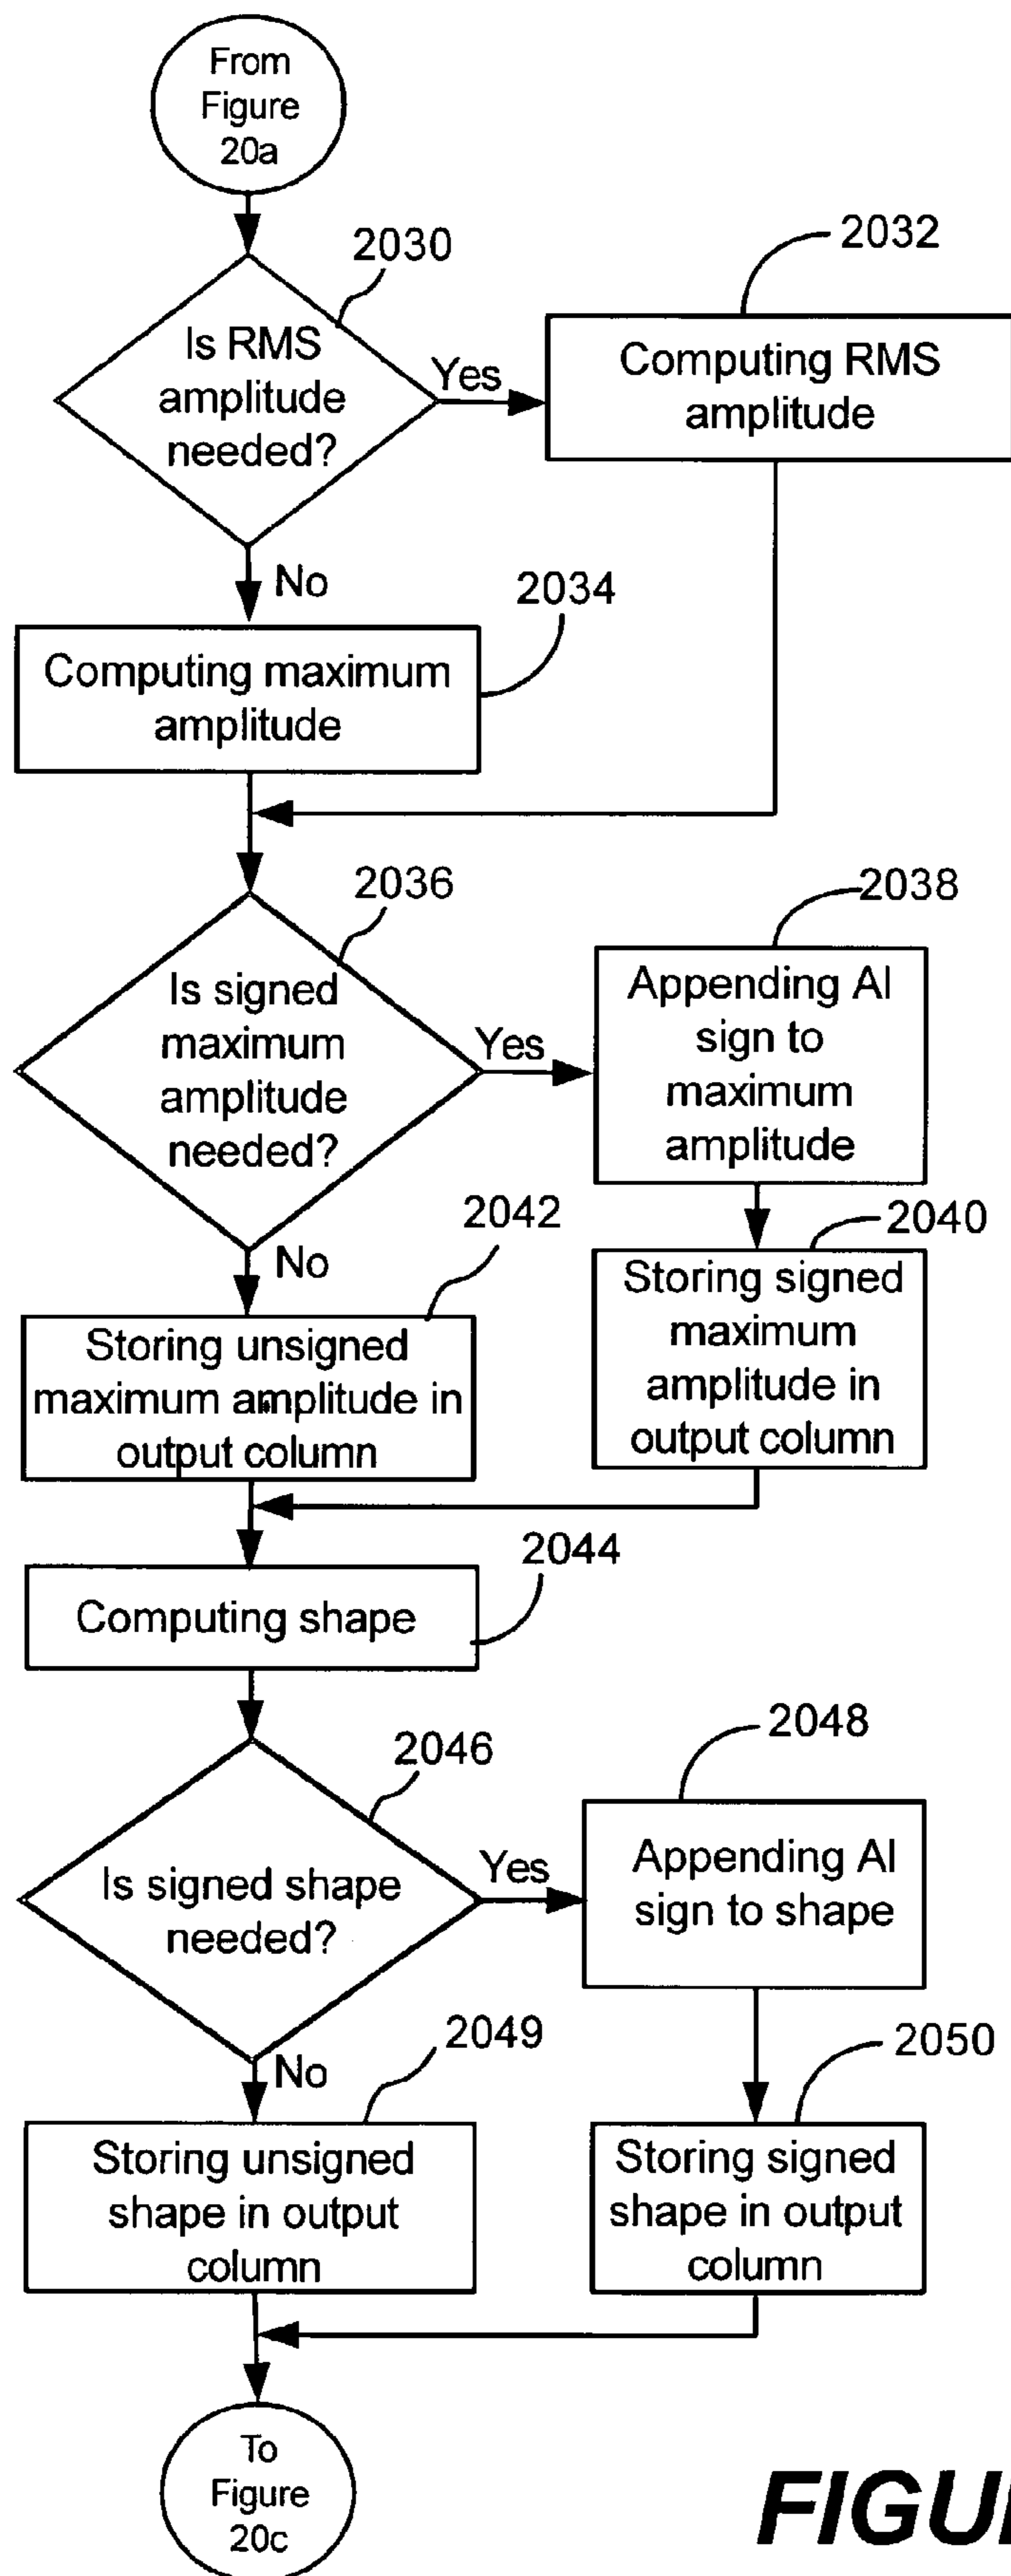 From
Figure
20a
2030
2032
Is RMS
amplitude
needed?
Yes
Computing RMS
amplitude
No
2034
Computing maximum
amplitude
2036
2038
Is signed
maximum
amplitude
needed?
Yes
Appending AI
sign to
maximum
amplitude
2042
2040
No
Storing signed
maximum
amplitude in
output column
Storing unsigned
maximum amplitude in
output column
2044
Computing shape
2046
2048
Is signed shape
needed?
Yes
Appending AI
sign to shape
2049
2050
No
Storing unsigned
shape in output
column
Storing signed
shape in output
column
To
Figure
20c